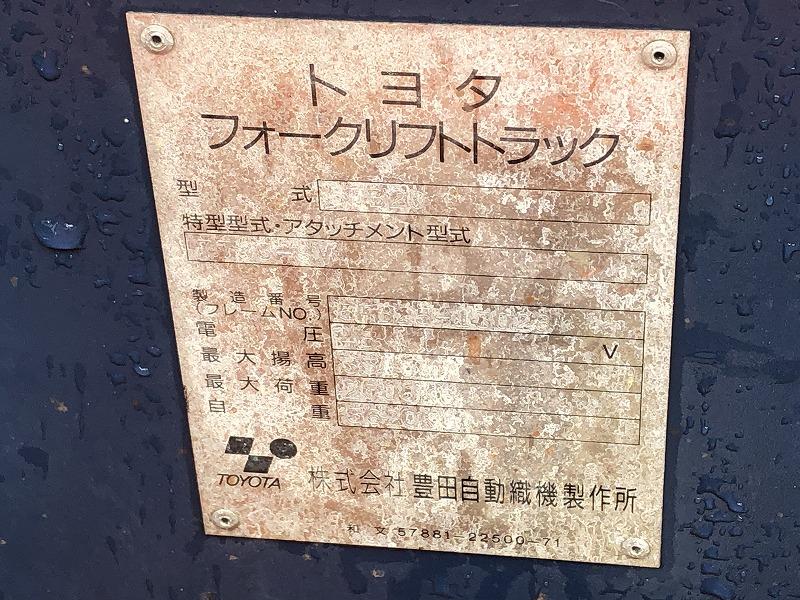 トヨタ
フォークリフトトラック
型式
特型型式・アタッチメント型式
製造番号
(フレームNO.)
電圧 V
最大揚高
最大荷重
自重
TOYOTA
株式会社 豊田自動織機製作所
和文 57881-22500-71